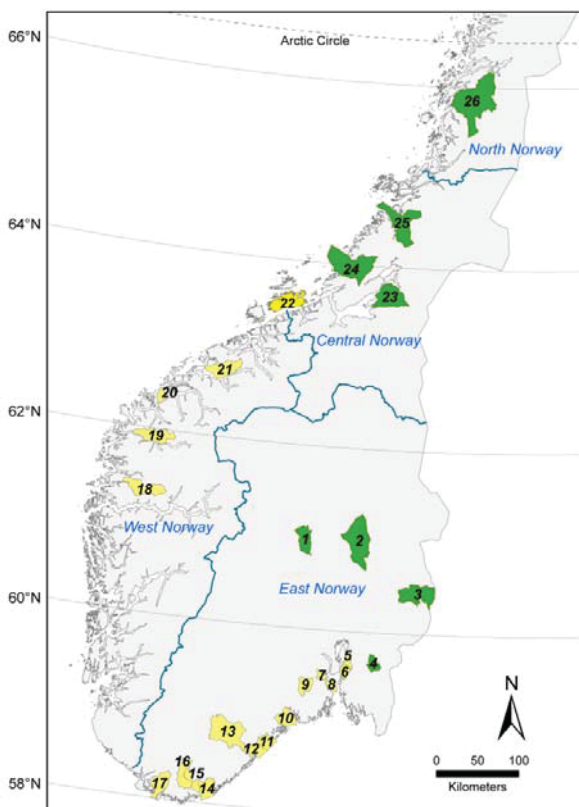 66°N
Arctic Circle
26
North Norway
64°N
25
24
23
22
Central Norway
21
62°N
20
19
18
West Norway
1
2
East Norway
3
60°N
4
5
6
7
8
9
N
10
13
11
12
16
15
14
17
58°N
0 50 100
Kilometers